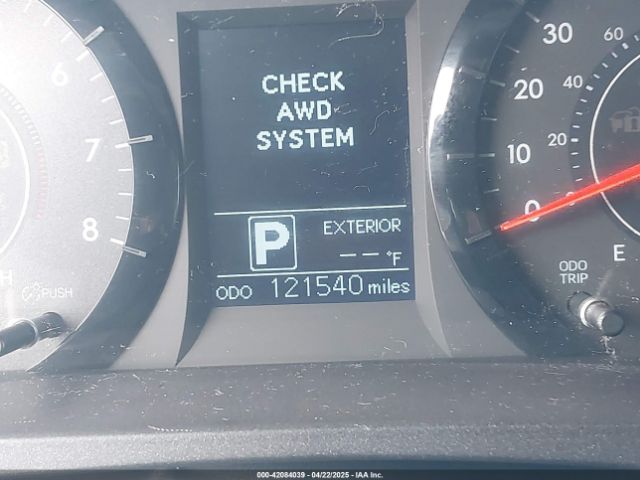 CHECK
AWD
SYSTEM
P
EXTERIOR
-- °F
ODO 121540 miles
6
7
8
PUSH
30
20
10
0
60
40
20
E
ODO
TRIP
000-42084039 - 04/22/2025 - IAA Inc.